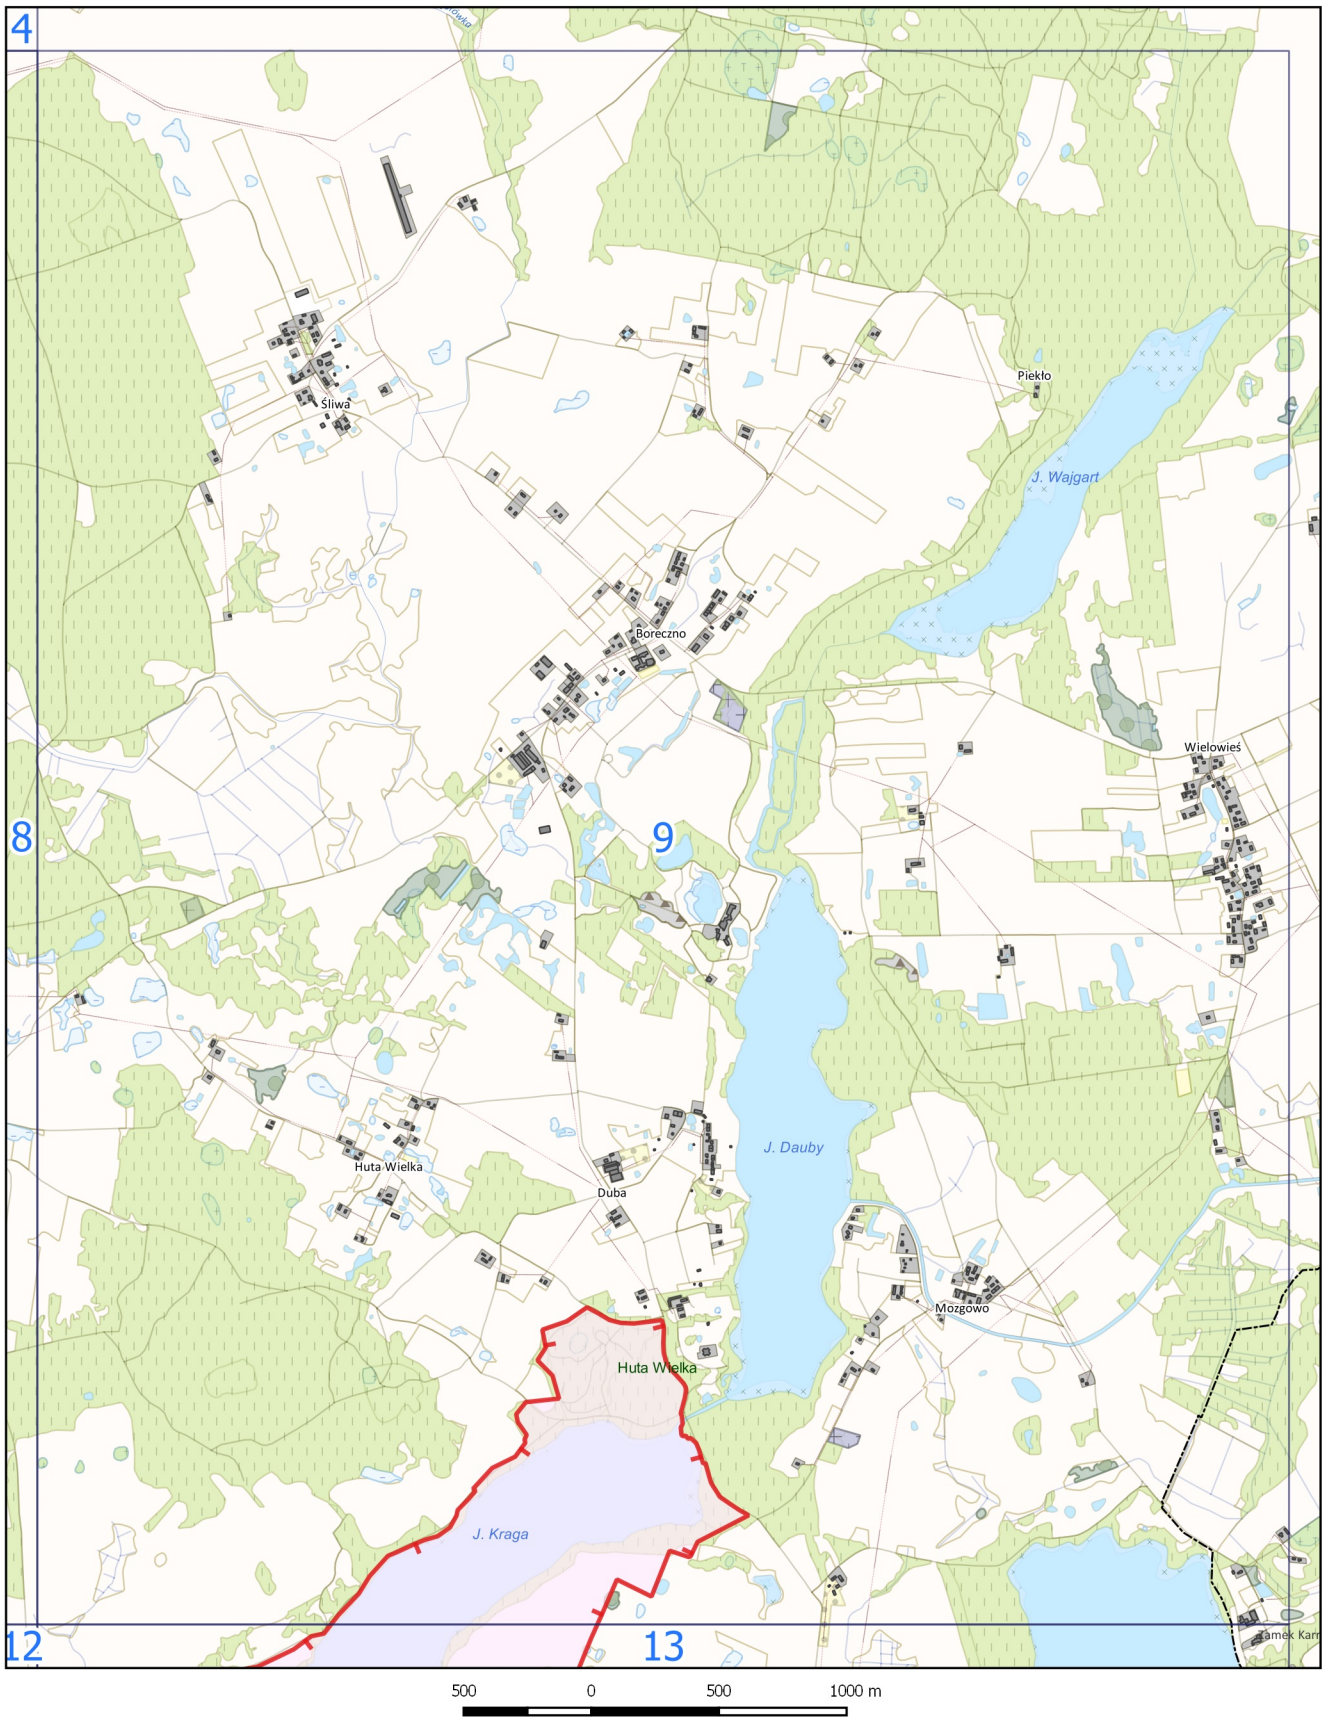 4
Piekło
Śliwa
J. Wajgart
Boreczno
Wielowieś
8
9
J. Dauby
Huta Wielka
Duba
Mozgowo
Huta Wielka
J. Kraga
Zamek
12
13
500 0 500 1000 m